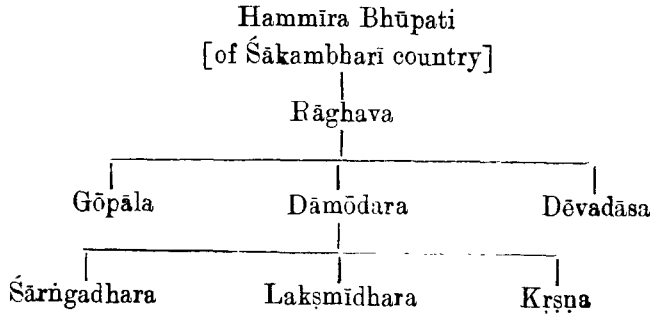 Hammīra Bhūpati
[of Śākambharī country]
Rāghava
Gōpāla Dāmōdara Dēvadāsa
Śārṅgadhara Lakṣmīdhara Kṛṣṇa